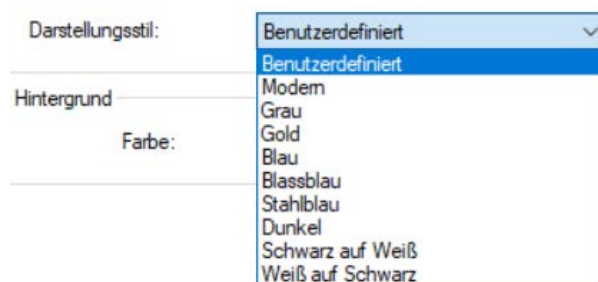 Darstellungsstil: Benutzerdefiniert
Benutzerdefiniert
Modern
Hintergrund
Grau
Gold
Farbe:
Blau
Blassblau
Stahlblau
Dunkel
Schwarz auf Weiß
Weiß auf Schwarz